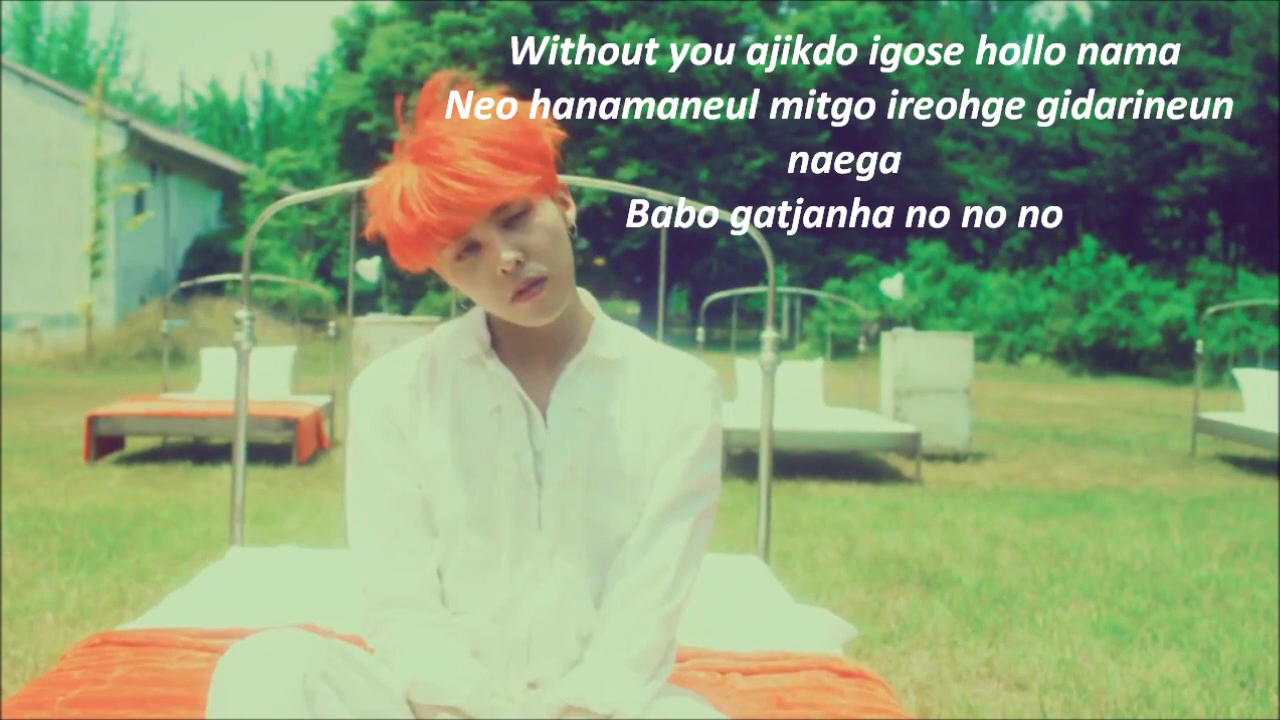 Without you ajikdo igose hollo nama
Neo hanamaneul mitgo ireohge gidarineun
naega
Babo gatjanha no no no